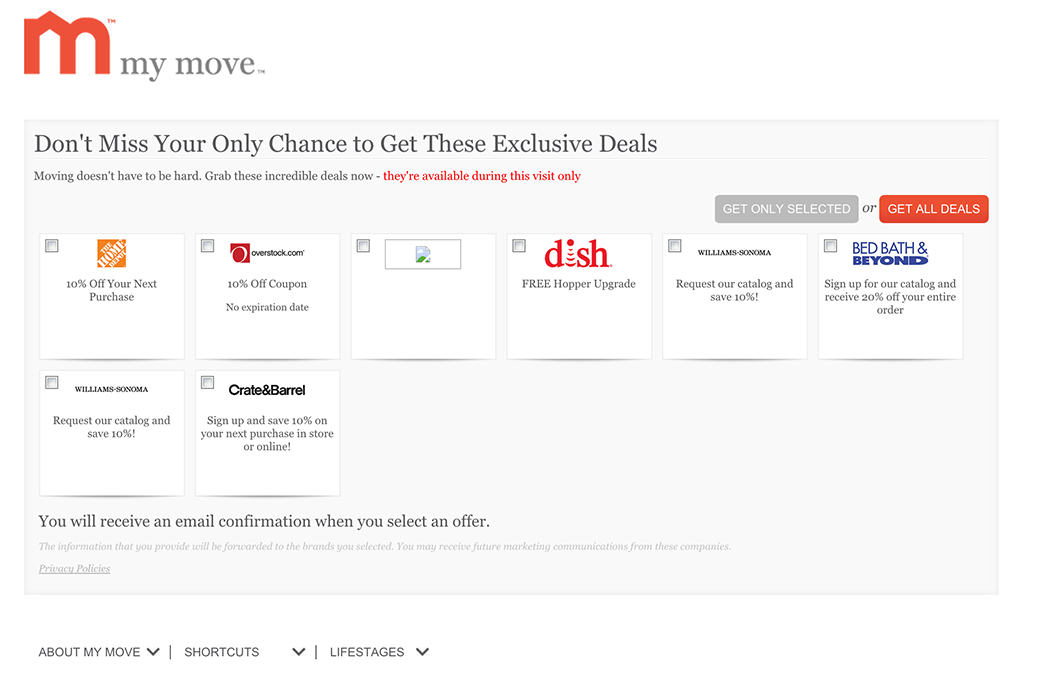 m™ my move™
Don't Miss Your Only Chance to Get These Exclusive Deals
Moving doesn't have to be hard. Grab these incredible deals now - they're available during this visit only
GET ONLY SELECTED or GET ALL DEALS
THE HOME DEPOT
10% Off Your Next
Purchase
overstock.com
10% Off Coupon
No expiration date
dish
FREE Hopper Upgrade
WILLIAMS-SONOMA
Request our catalog and
save 10%!
BED BATH &
BEYOND
Sign up for our catalog and
receive 20% off your entire
order
WILLIAMS-SONOMA
Request our catalog and
save 10%!
Crate&Barrel
Sign up and save 10% on
your next purchase in store
or online!
You will receive an email confirmation when you select an offer.
The information that you provide will be forwarded to the brands you selected. You may receive future marketing communications from these companies.
Privacy Policies
ABOUT MY MOVE | SHORTCUTS | LIFESTAGES